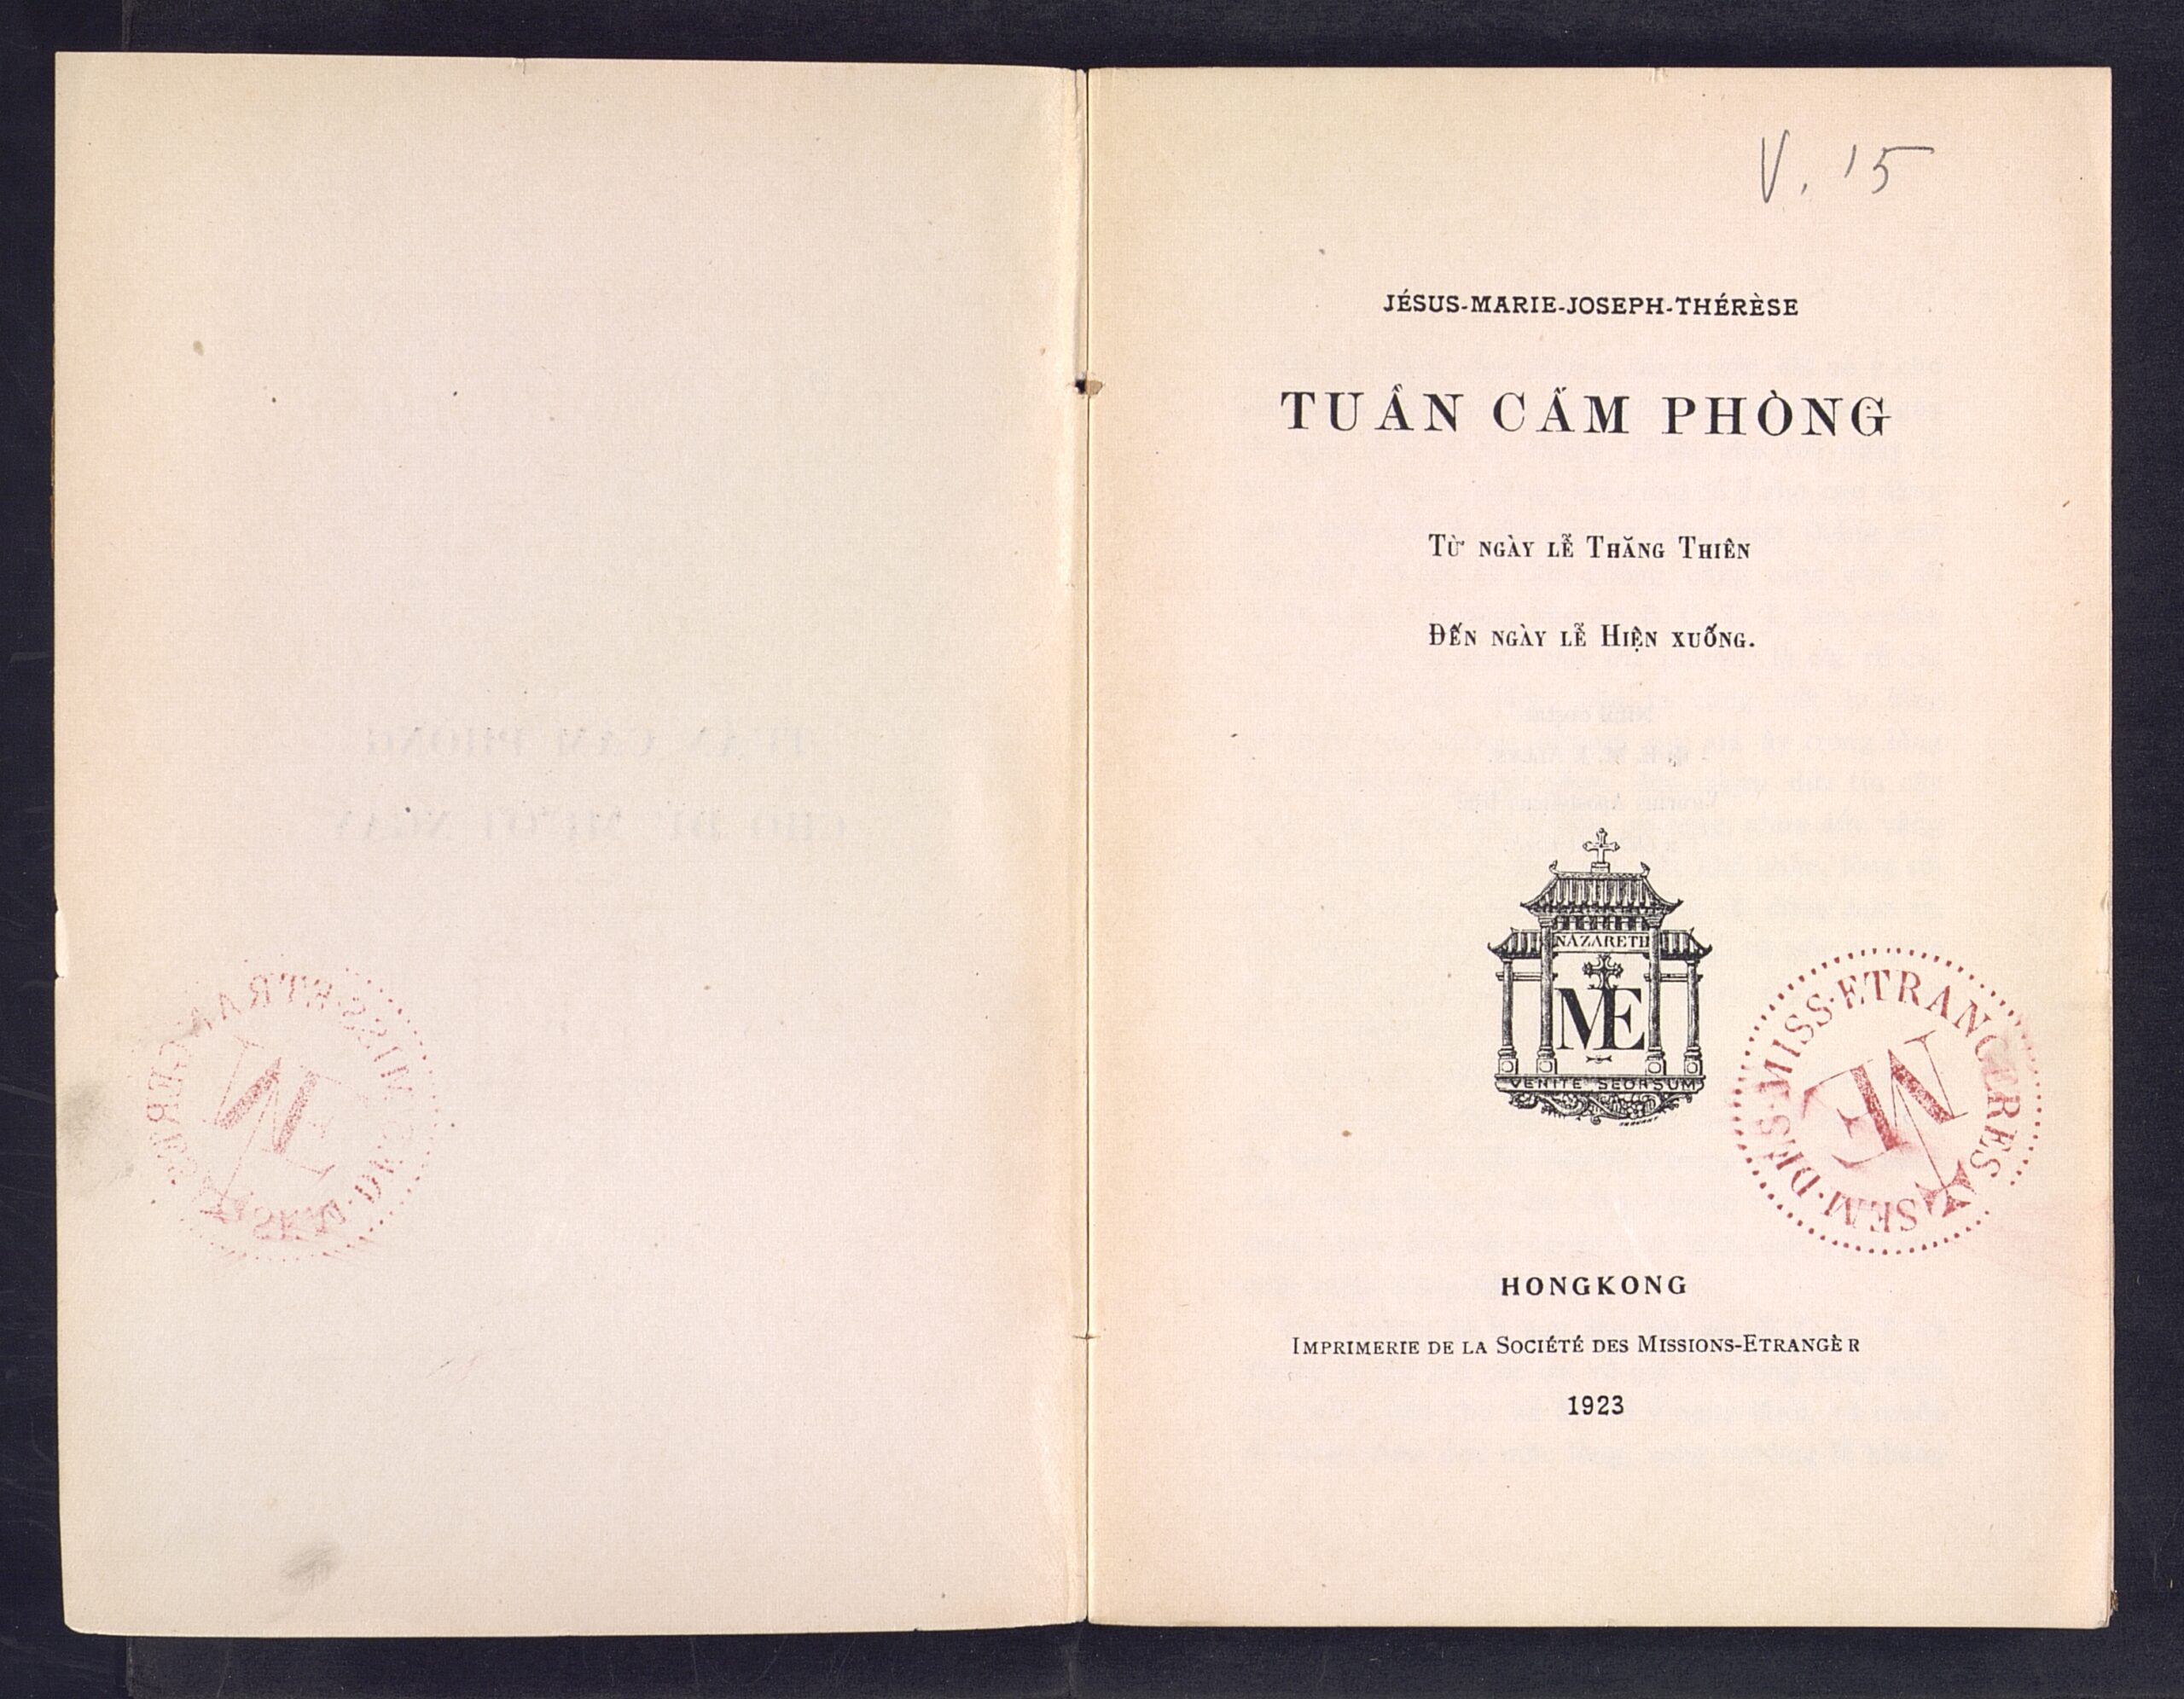 V. 15
JÉSUS-MARIE-JOSEPH-THÉRÈSE
TUẦN CẤM PHÒNG
Từ ngày lễ Thăng Thiên
Đến ngày lễ Hiện xuống.
NAZARETH
ME
VENITE SEORSUM
SEM·DES·MISS·ETRANGERES
ME
HONGKONG
Imprimerie de la Société des Missions-Etrangèr
1923